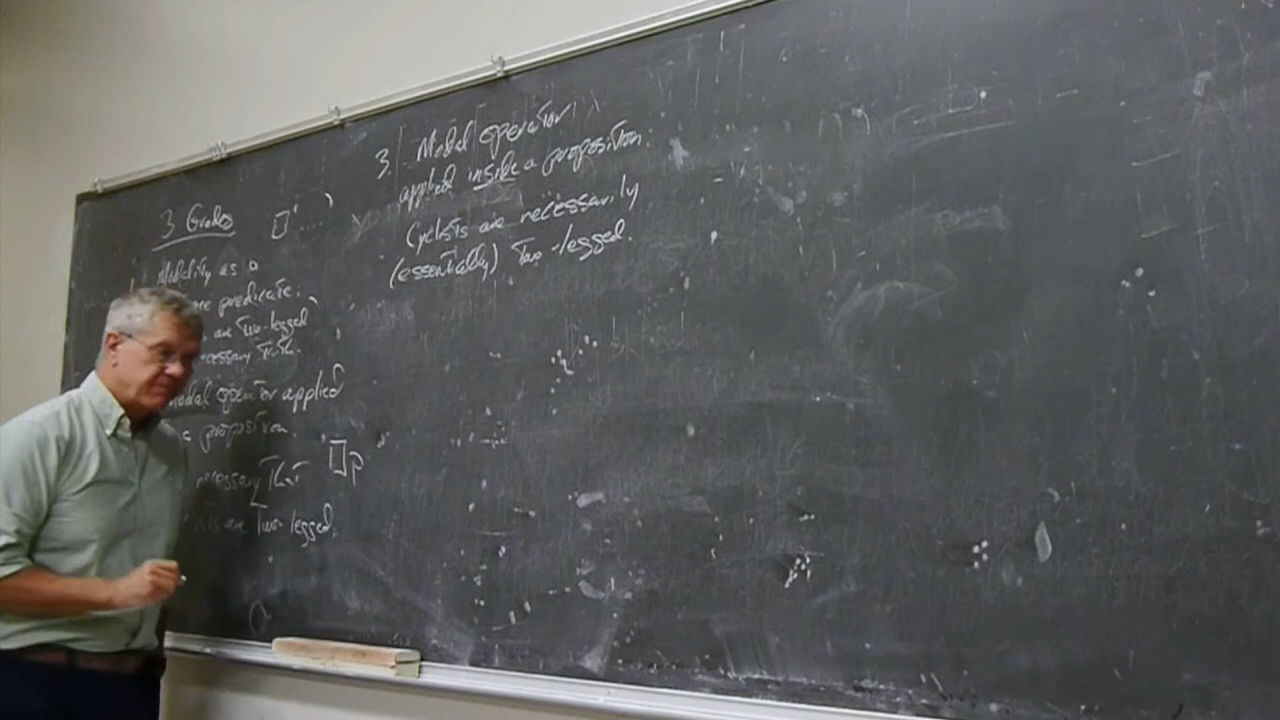 3 Grades □'...'
Modality as a
predicate.
are two-legged
necessary truth.
Modal operator applied
a proposition.
necessary that □p
are two-legged.
3. Modal operator
applied inside a proposition.
Cyclists are necessarily
(essentially) two-legged.